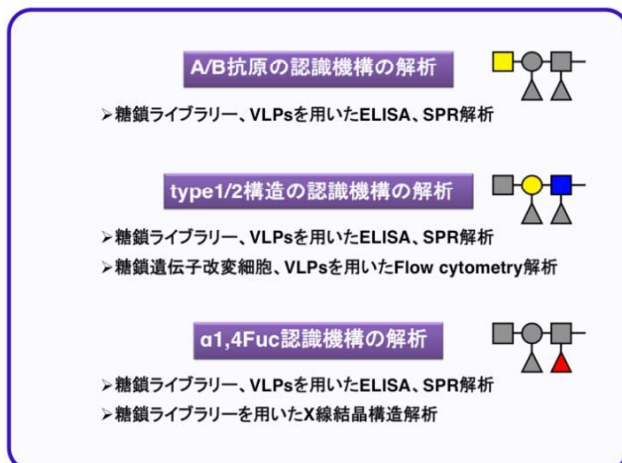 A/B抗原の認識機構の解析
➢糖鎖ライブラリー、VLPsを用いたELISA、SPR解析
type1/2構造の認識機構の解析
➢糖鎖ライブラリー、VLPsを用いたELISA、SPR解析
➢糖鎖遺伝子改変細胞、VLPsを用いたFlow cytometry解析
α1,4Fuc認識機構の解析
➢糖鎖ライブラリー、VLPsを用いたELISA、SPR解析
➢糖鎖ライブラリーを用いたX線結晶構造解析